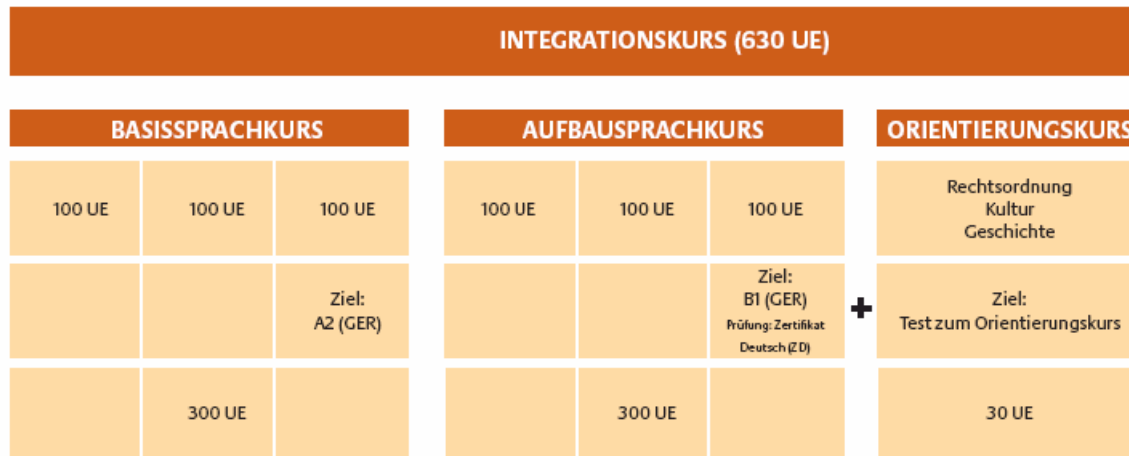 INTEGRATIONSKURS (630 UE)
BASISSPRACHKURS
AUFBAUSPRACHKURS
ORIENTIERUNGSKURS
100 UE
100 UE
100 UE
100 UE
100 UE
100 UE
Rechtsordnung
Kultur
Geschichte
Ziel:
A2 (GER)
Ziel:
B1 (GER)
Prüfung: Zertifikat
Deutsch (ZD)
+
Ziel:
Test zum Orientierungskurs
300 UE
300 UE
30 UE